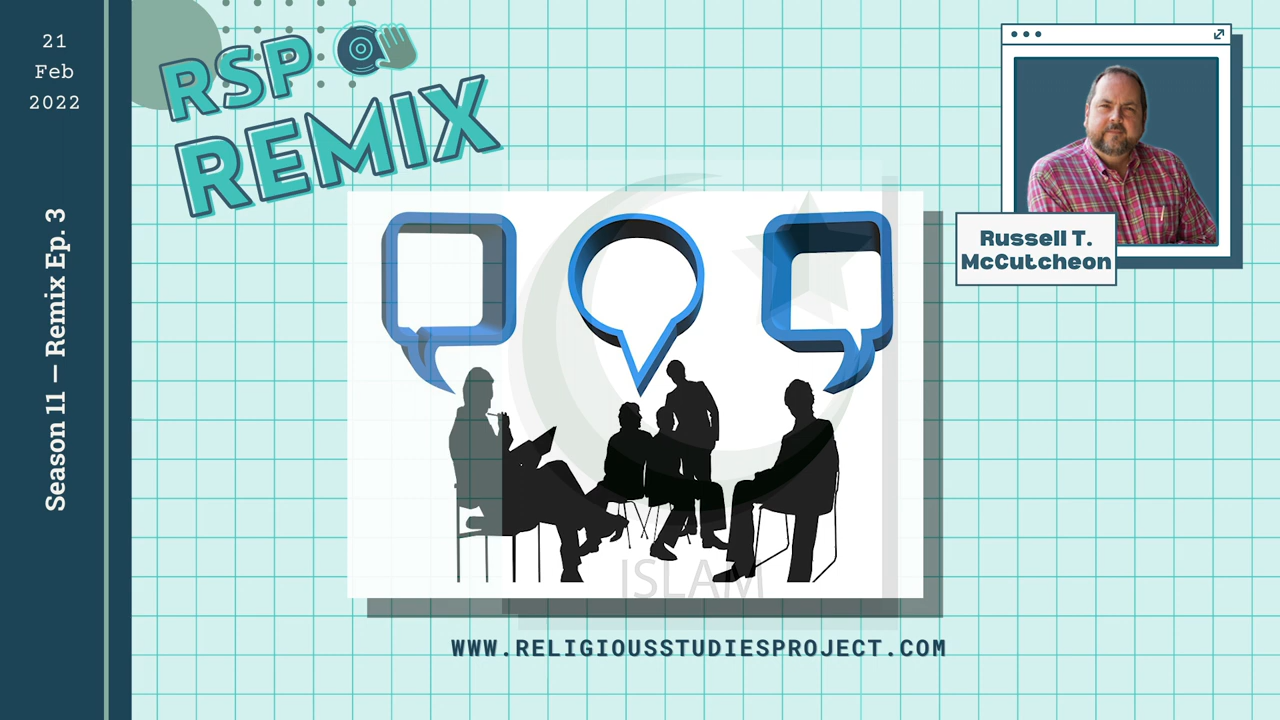 21
Feb
2022
Season 11 — Remix Ep. 3
RSP
REMIX
Russell T.
McCutcheon
ISLAM
WWW.RELIGIOUSSTUDIESPROJECT.COM